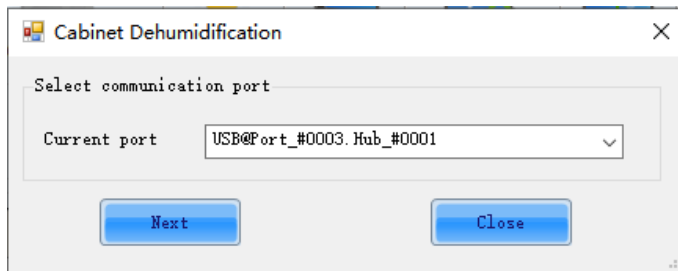 Cabinet Dehumidification
Select communication port
Current port USB@Port_#0003.Hub_#0001
Next Close